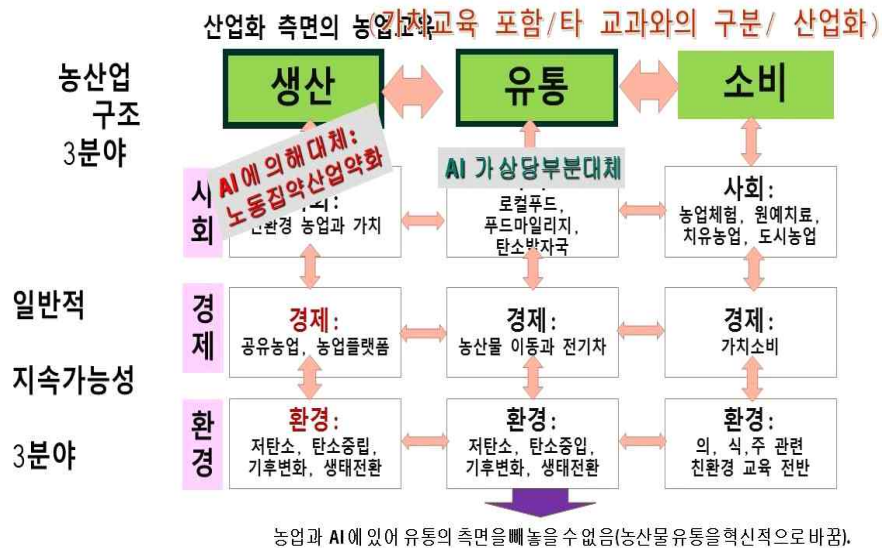 산업화 측면의 농업교육
(가치교육 포함/타 교과와의 구분/ 산업화)
농산업
구조
3분야
생산
유통
소비
AI에 의해 대체:
노동집약산업약화
AI 가 상당부분대체
사
회
친환경 농업과 가치
로컬푸드,
푸드마일리지,
탄소발자국
사회:
농업체험, 원예치료,
치유농업, 도시농업
일반적
지속가능성
3분야
경
제
경제:
공유농업, 농업플랫폼
경제:
농산물 이동과 전기차
경제:
가치소비
환
경
환경:
저탄소, 탄소중립,
기후변화, 생태전환
환경:
저탄소, 탄소중입,
기후변화, 생태전환
환경:
의, 식,주 관련
친환경 교육 전반
농업과 AI에 있어 유통의 측면을빼놓을 수없음(농산물유통을혁신적으로바꿈).